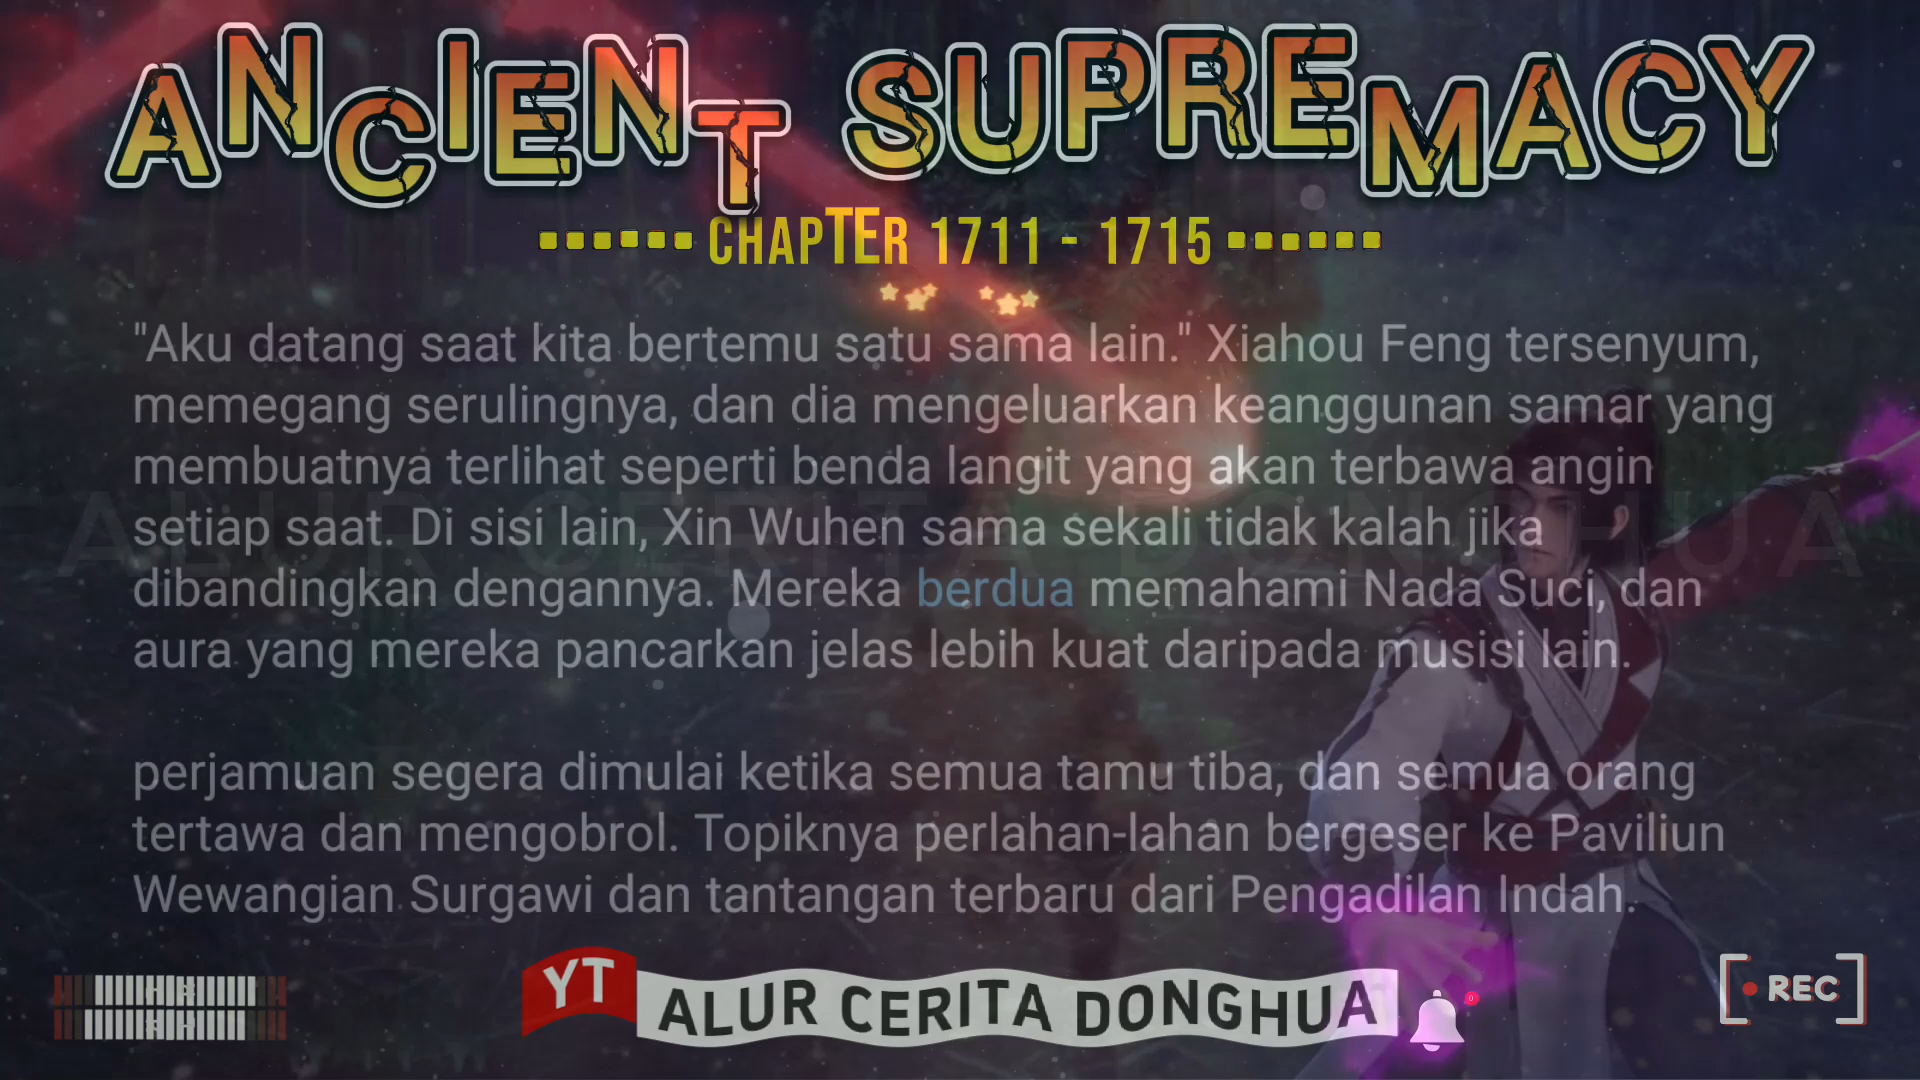 ANCIENT SUPREMACY
CHAPTER 1711 - 1715
"Aku datang saat kita bertemu satu sama lain." Xiahou Feng tersenyum,
memegang serulingnya, dan dia mengeluarkan keanggunan samar yang
membuatnya terlihat seperti benda langit yang akan terbawa angin
setiap saat. Di sisi lain, Xin Wuhen sama sekali tidak kalah jika
dibandingkan dengannya. Mereka berdua memahami Nada Suci, dan
aura yang mereka pancarkan jelas lebih kuat daripada musisi lain.
perjamuan segera dimulai ketika semua tamu tiba, dan semua orang
tertawa dan mengobrol. Topiknya perlahan-lahan bergeser ke Paviliun
Wewangian Surgawi dan tantangan terbaru dari Pengadilan Indah.
ALUR CERITA DONGHUA
YT ALUR CERITA DONGHUA
REC